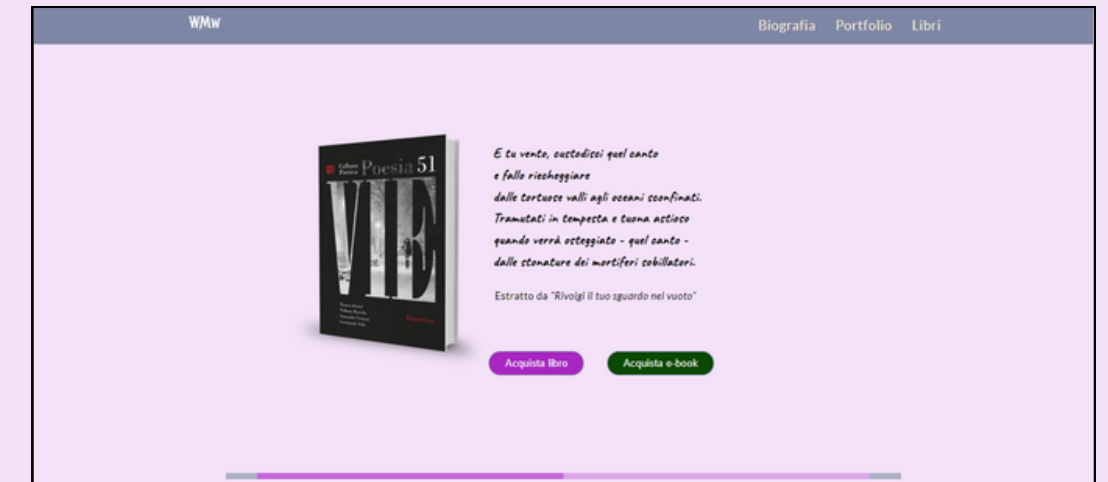 WMw
Biografia Portfolio Libri
Collana Poetica Poesia 51
VIE
E tu vento, custodisci quel canto
e fallo riecheggiare
dalle tortuose valli agli oceani sconfinati.
Tramutati in tempesta e tuona astioso
quando verrà osteggiato - quel canto -
dalle stonature dei mortiferi sobillatori.
Estratto da "Rivolgi il tuo sguardo nel vuoto"
Acquista libro
Acquista e-book